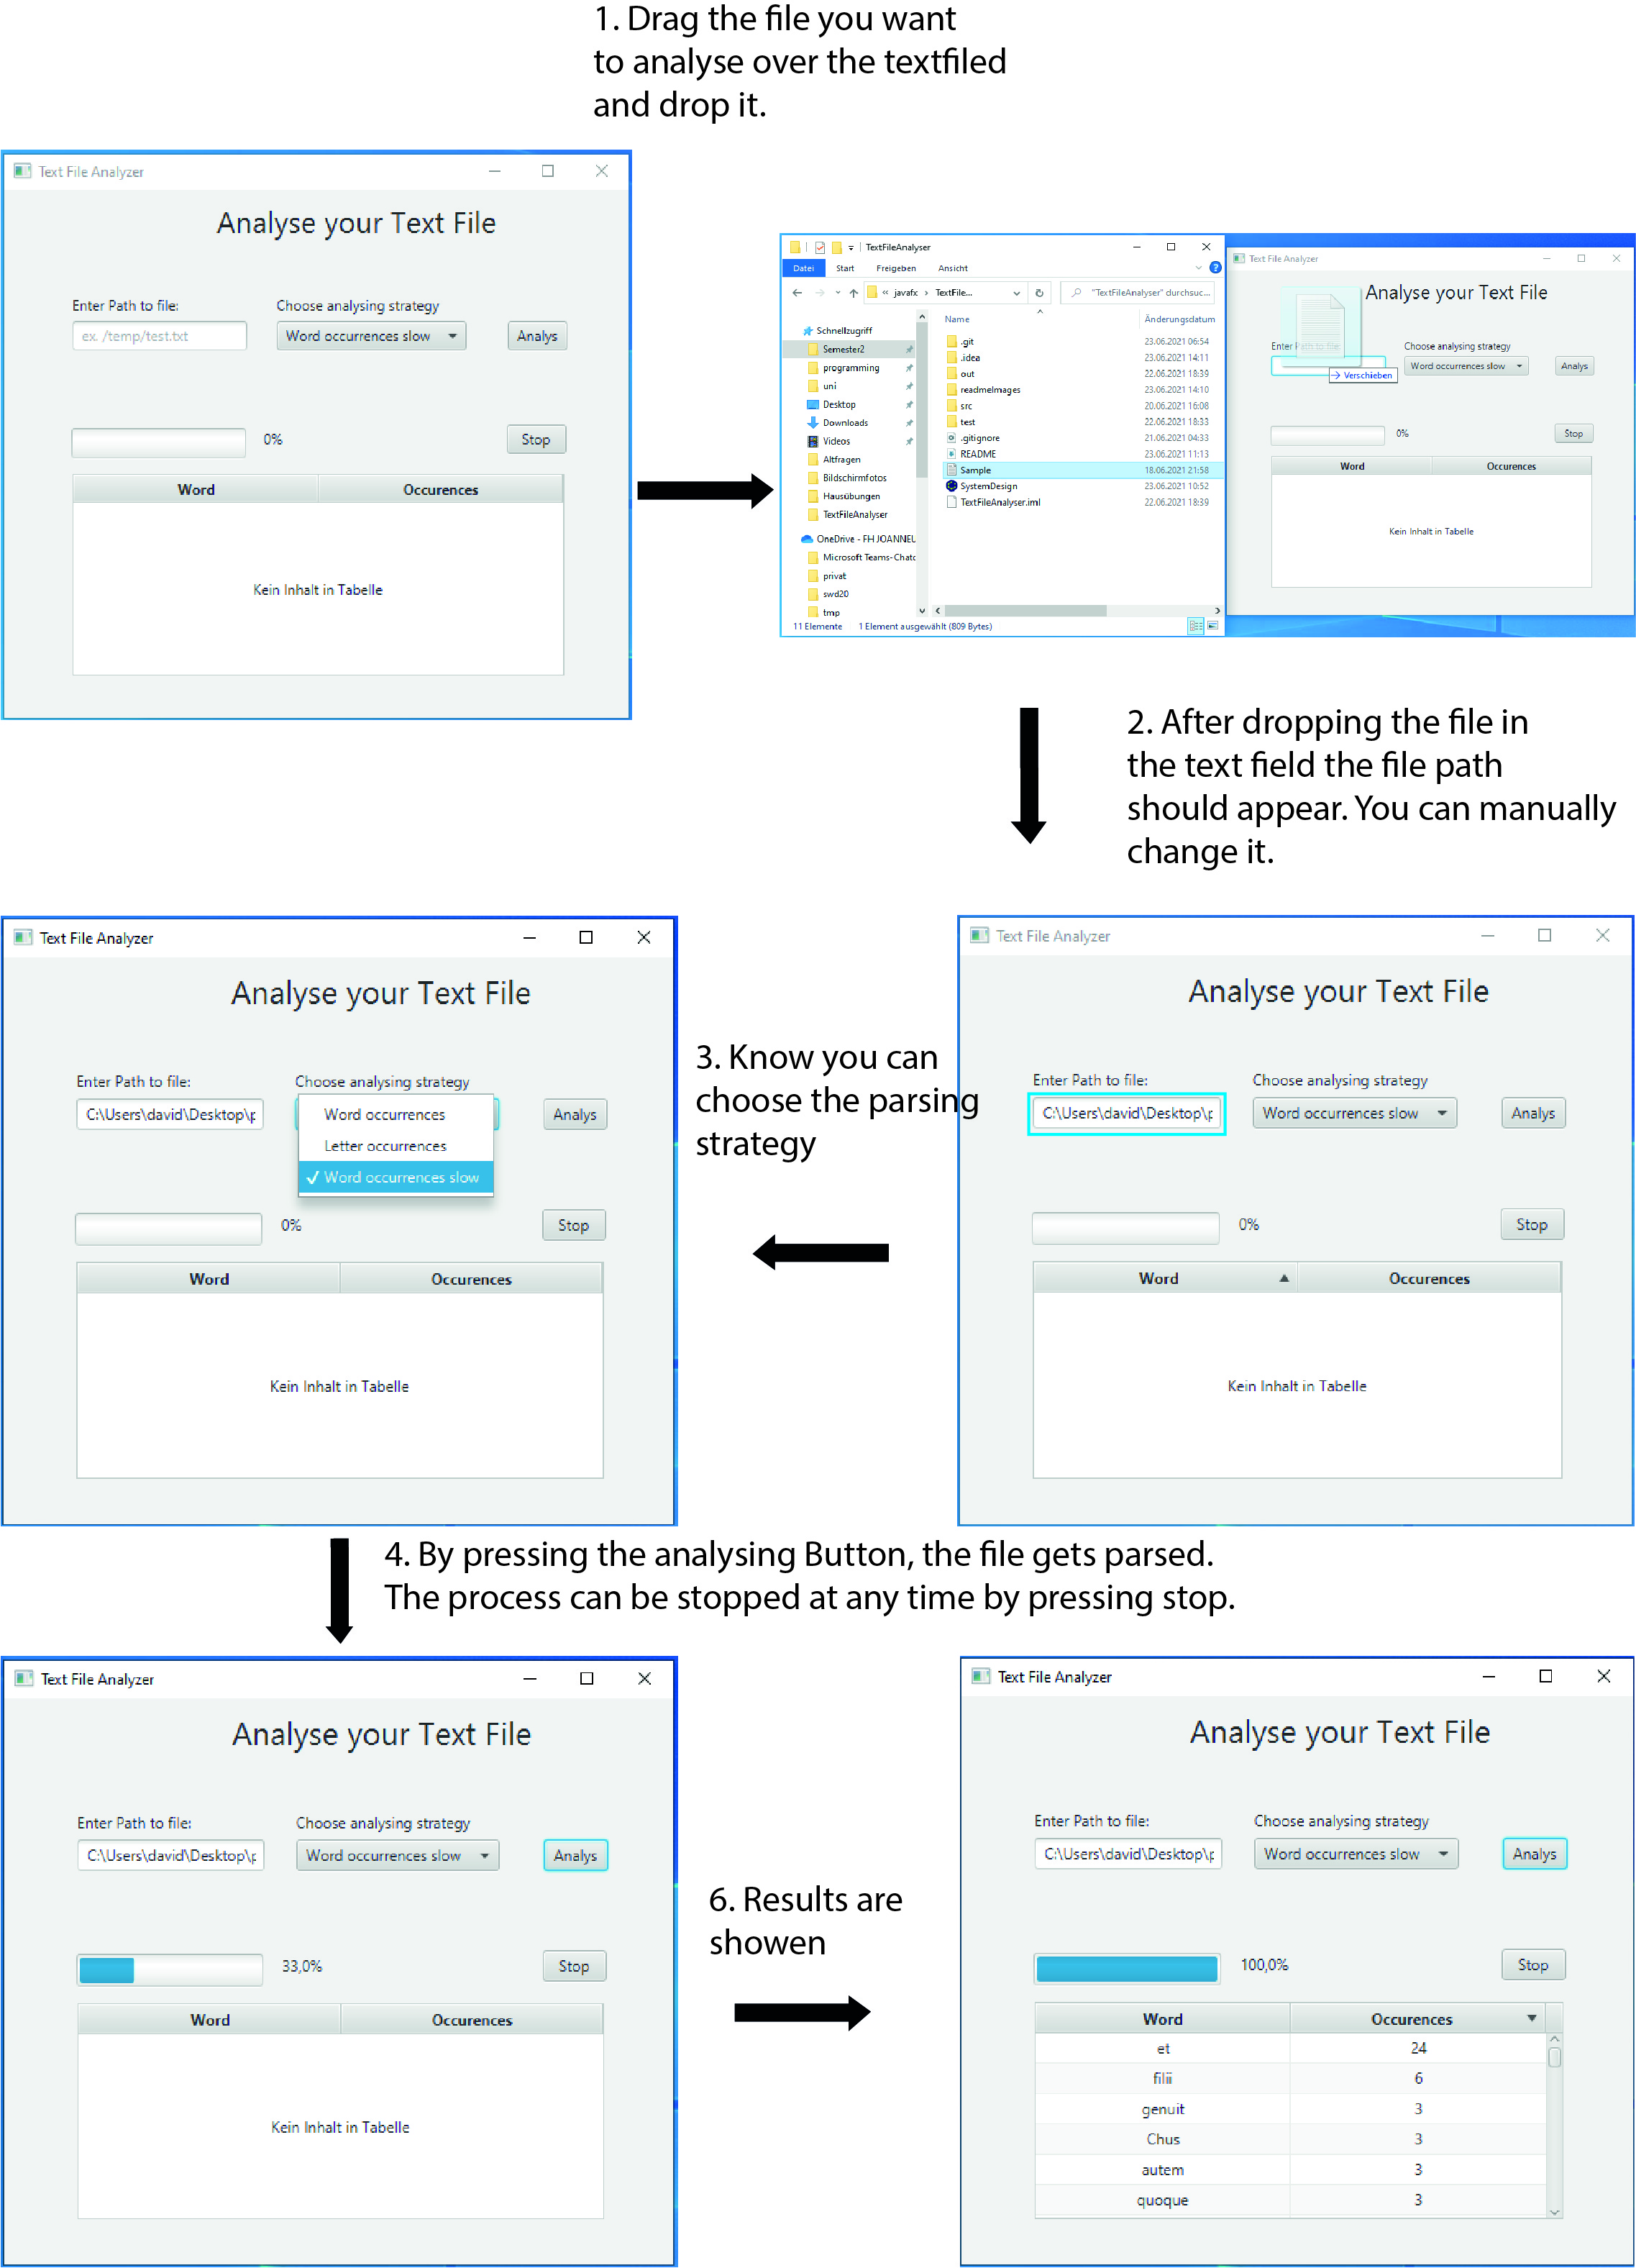 1. Drag the file you want
to analyse over the textfiled
and drop it.
Text File Analyzer
Analyse your Text File
Enter Path to file:
Choose analysing strategy
ex. /temp/test.txt
Word occurrences slow
Analys
0%
Stop
Word
Occurences
Kein Inhalt in Tabelle
TextFileAnalyser
Datei
Start
Freigeben
Ansicht
« javafx › TextFile...
"TextFileAnalyser" durchsuc...
Schnellzugriff
Semester2
programming
uni
Desktop
Downloads
Videos
Altfragen
Bildschirmfotos
Hausübungen
TextFileAnalyser
OneDrive - FH JOANNEU
Microsoft Teams-Chatc
privat
swd20
tmp
Name
Änderungsdatum
.git 23.06.2021 06:54
.idea 23.06.2021 14:11
out 22.06.2021 18:39
readmeImages 23.06.2021 14:10
src 20.06.2021 16:08
test 22.06.2021 18:33
.gitignore 21.06.2021 04:33
README 23.06.2021 11:13
Sample 18.06.2021 21:58
SystemDesign 23.06.2021 10:52
TextFileAnalyser.iml 22.06.2021 18:39
11 Elemente
1 Element ausgewählt (809 Bytes)
Text File Analyzer
Analyse your Text File
Enter Path to file:
Choose analysing strategy
Word occurrences slow
Analys
Verschieben
0%
Stop
Word
Occurences
Kein Inhalt in Tabelle
2. After dropping the file in
the text field the file path
should appear. You can manually
change it.
Text File Analyzer
Analyse your Text File
Enter Path to file:
Choose analysing strategy
C:\Users\david\Desktop\p
Word occurrences slow
Analys
0%
Stop
Word
Occurences
Kein Inhalt in Tabelle
3. Know you can
choose the parsing
strategy
Text File Analyzer
Analyse your Text File
Enter Path to file:
Choose analysing strategy
C:\Users\david\Desktop\p
Word occurrences
Letter occurrences
✓ Word occurrences slow
Analys
0%
Stop
Word
Occurences
Kein Inhalt in Tabelle
4. By pressing the analysing Button, the file gets parsed.
The process can be stopped at any time by pressing stop.
Text File Analyzer
Analyse your Text File
Enter Path to file:
Choose analysing strategy
C:\Users\david\Desktop\p
Word occurrences slow
Analys
33,0%
Stop
Word
Occurences
Kein Inhalt in Tabelle
6. Results are
showen
Text File Analyzer
Analyse your Text File
Enter Path to file:
Choose analysing strategy
C:\Users\david\Desktop\p
Word occurrences slow
Analys
100,0%
Stop
Word
Occurences
et 24
filii 6
genuit 3
Chus 3
autem 3
quoque 3